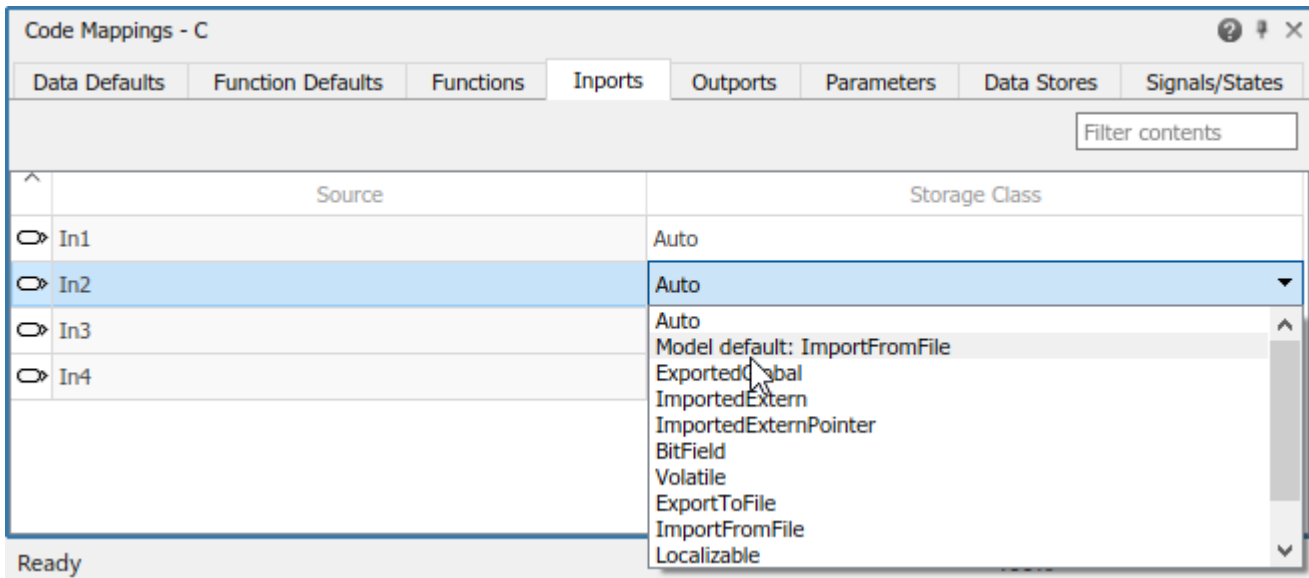 Code Mappings - C
Data Defaults Function Defaults Functions Inports Outports Parameters Data Stores Signals/States
Filter contents
Source Storage Class
In1 Auto
In2 Auto
In3
In4
Auto
Model default: ImportFromFile
ExportedGlobal
ImportedExtern
ImportedExternPointer
BitField
Volatile
ExportToFile
ImportFromFile
Localizable
Ready